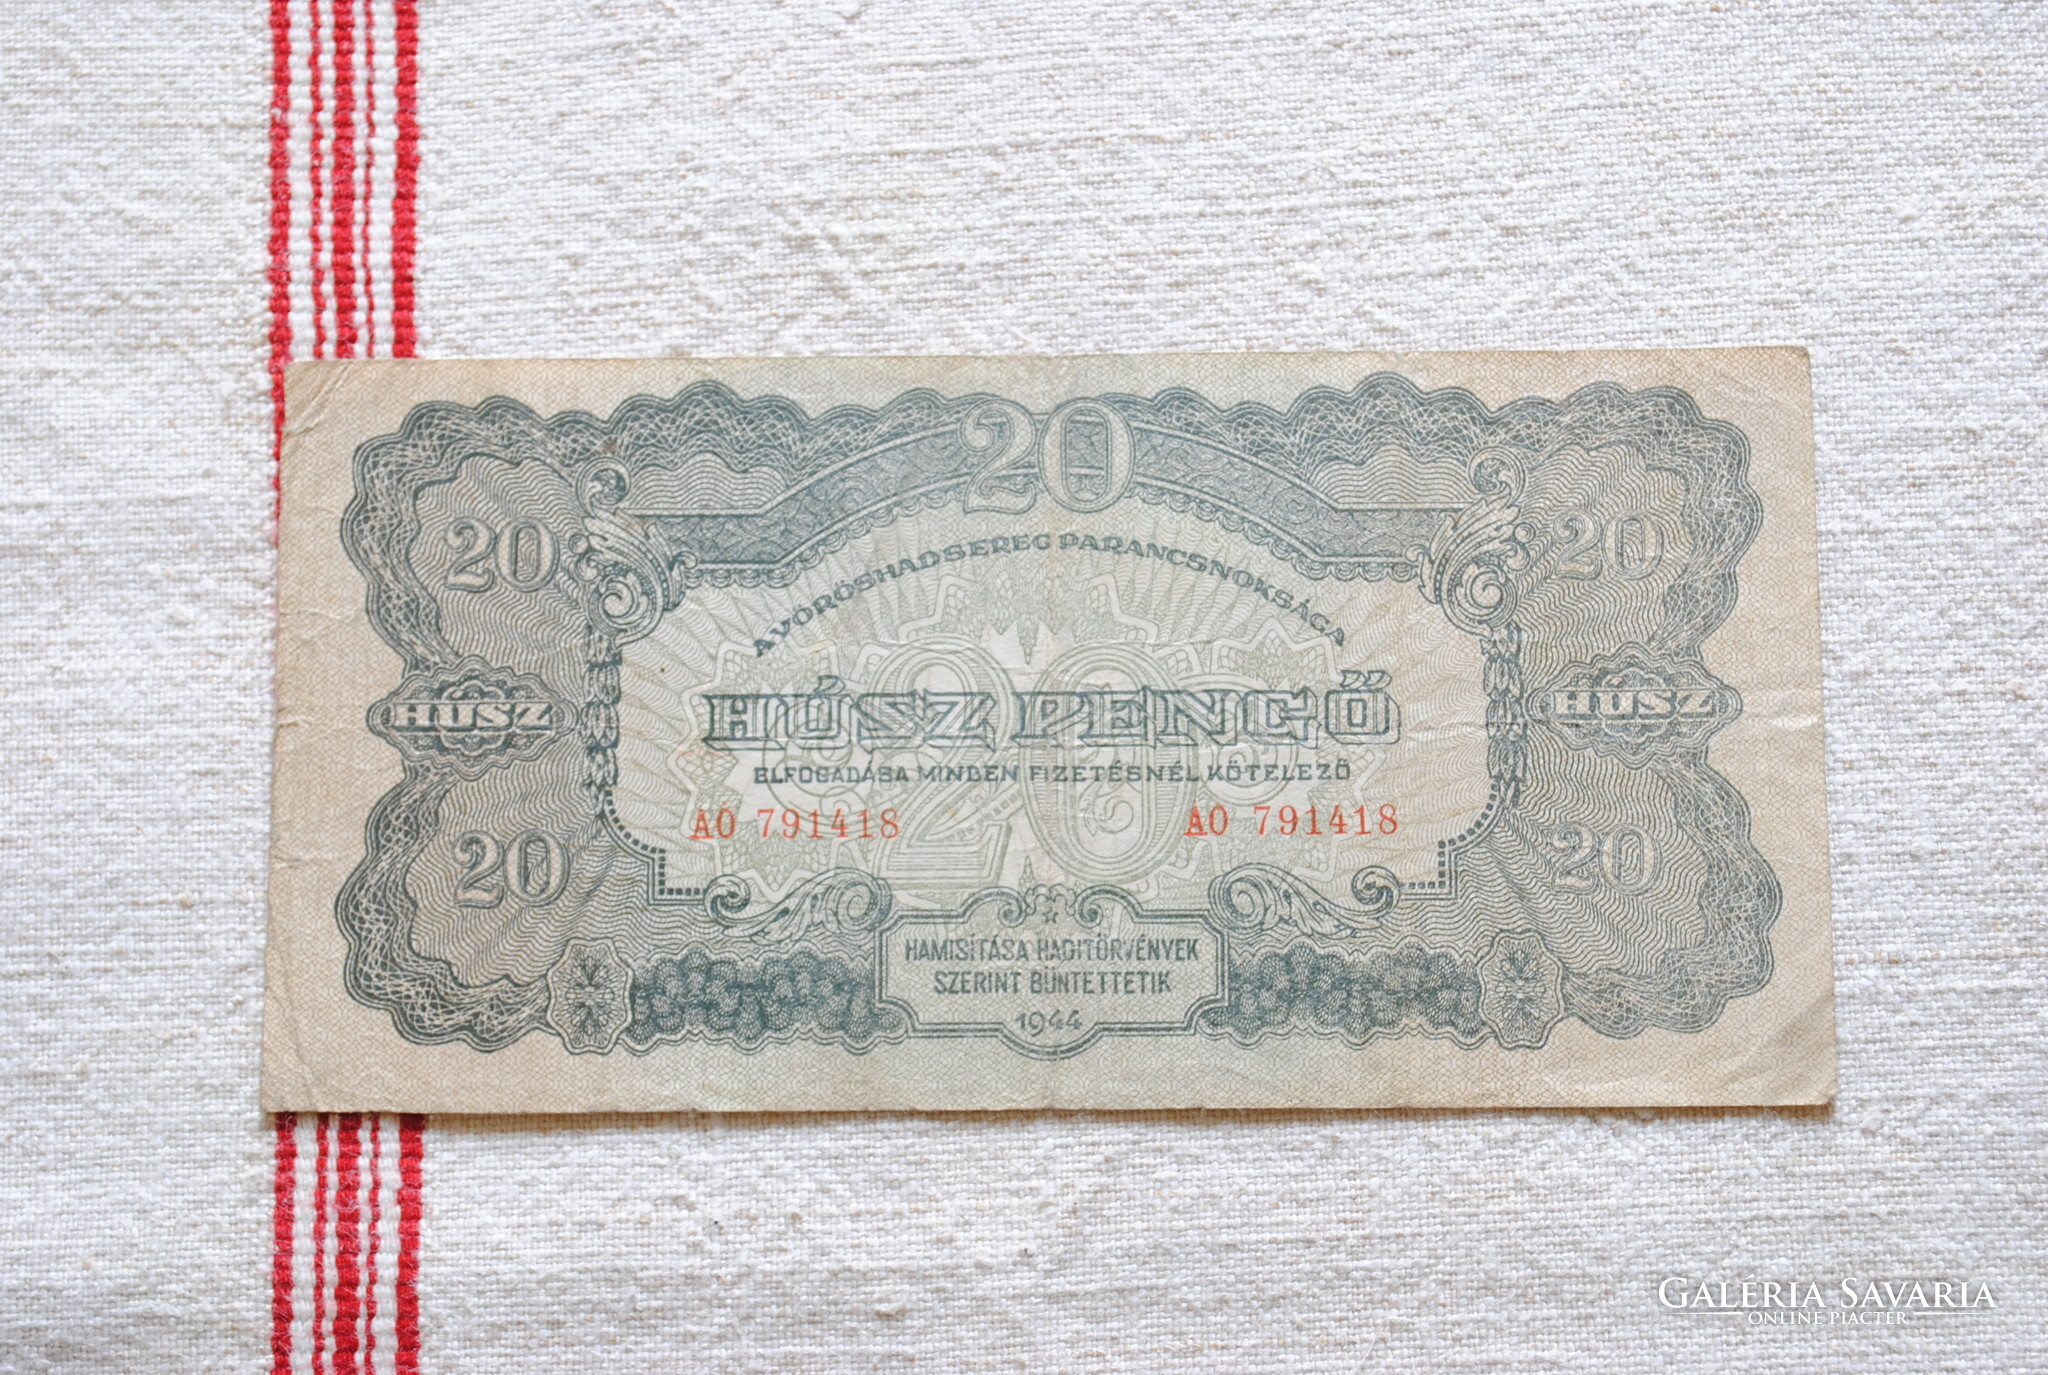 20
20
20
A VÖRÖSHADSEREG PARANCSNOKSÁGA
HÚSZ
HÚSZ PENGŐ
HÚSZ
20
ELFOGADÁSA MINDEN FIZETÉSNÉL KÖTELEZŐ
AO 791418
AO 791418
20
20
HAMISÍTÁSA HADITÖRVÉNYEK
SZERINT BÜNTETTETIK
1944
GALÉRIA SAVARIA
ONLINE PIACTÉR